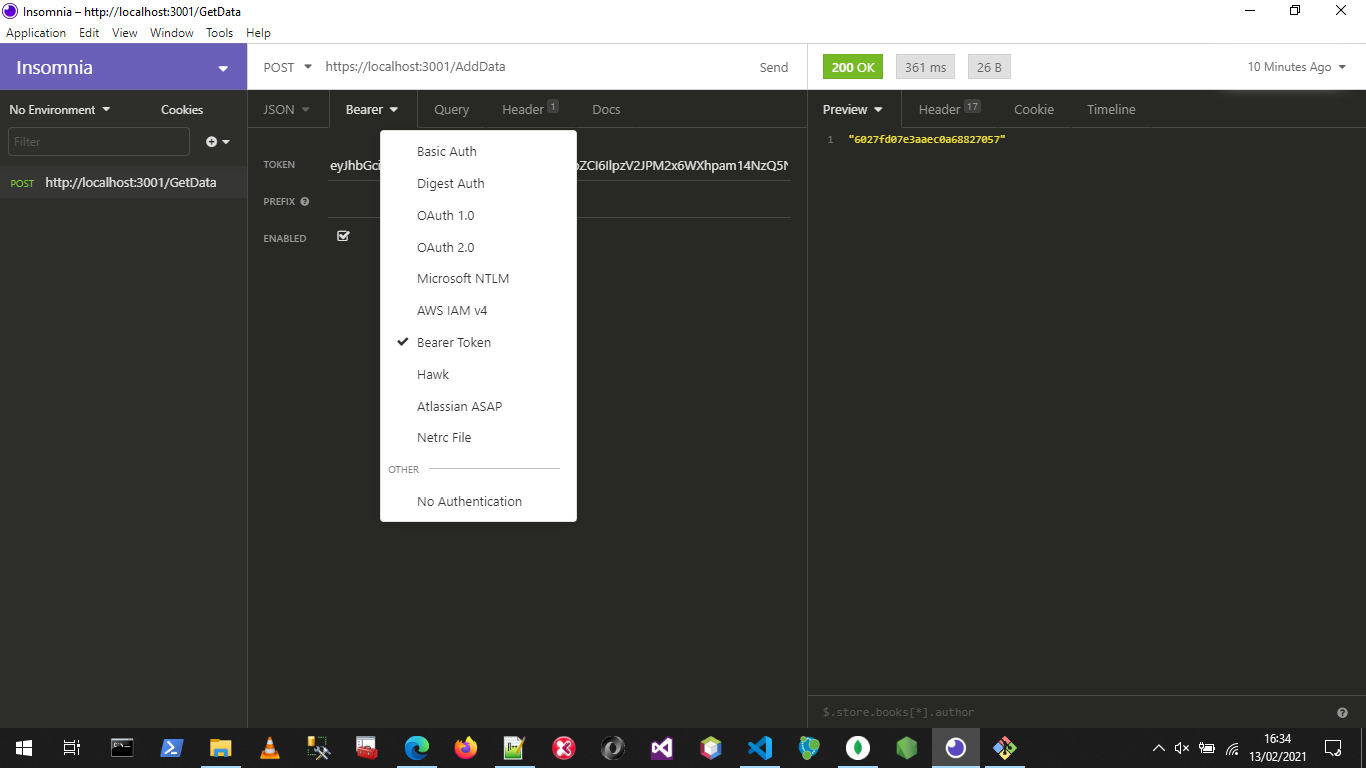 Insomnia – http://localhost:3001/GetData
Application Edit View Window Tools Help
Insomnia
POST https://localhost:3001/AddData Send
200 OK 361 ms 26 B 10 Minutes Ago
No Environment Cookies
JSON Bearer Query Header 1 Docs
Preview Header 17 Cookie Timeline
Filter
POST http://localhost:3001/GetData
TOKEN
PREFIX
ENABLED
Basic Auth
Digest Auth
OAuth 1.0
OAuth 2.0
Microsoft NTLM
AWS IAM v4
Bearer Token
Hawk
Atlassian ASAP
Netrc File
OTHER
No Authentication
1 "6027fd07e3aaec0a68827057"
$.store.books[*].author
16:34
13/02/2021